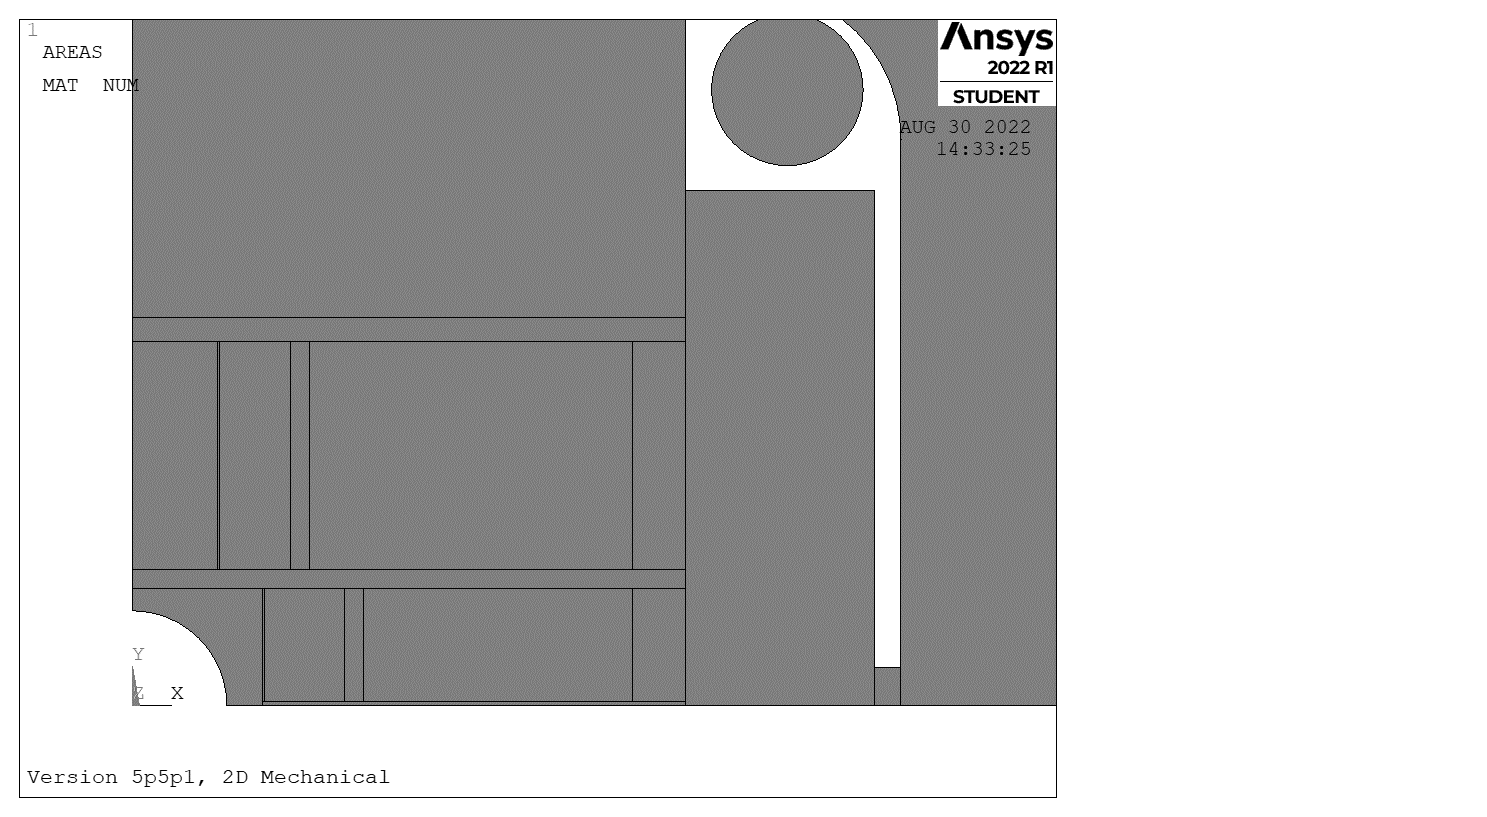 1
AREAS
MAT NUM
Ansys
2022 R1
STUDENT
AUG 30 2022
14:33:25
Y
Z X
Version 5p5p1, 2D Mechanical